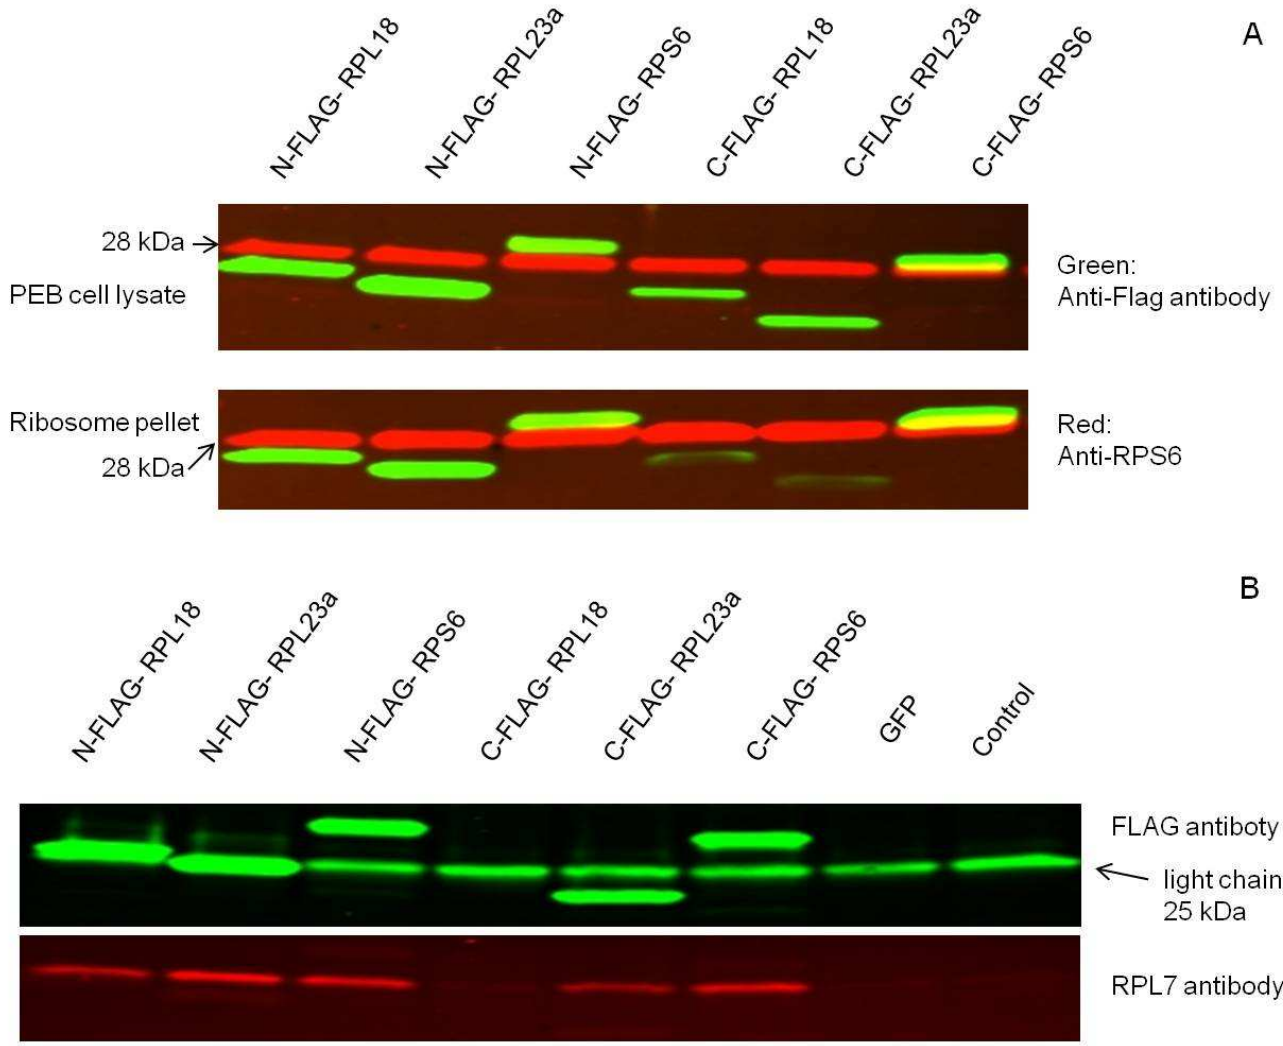 A
N-FLAG- RPL18
N-FLAG- RPL23a
N-FLAG- RPS6
C-FLAG- RPL18
C-FLAG- RPL23a
C-FLAG- RPS6
28 kDa
PEB cell lysate
Green:
Anti-Flag antibody
Ribosome pellet
28 kDa
Red:
Anti-RPS6
B
N-FLAG- RPL18
N-FLAG- RPL23a
N-FLAG- RPS6
C-FLAG- RPL18
C-FLAG- RPL23a
C-FLAG- RPS6
GFP
Control
FLAG antiboty
light chain
25 kDa
RPL7 antibody